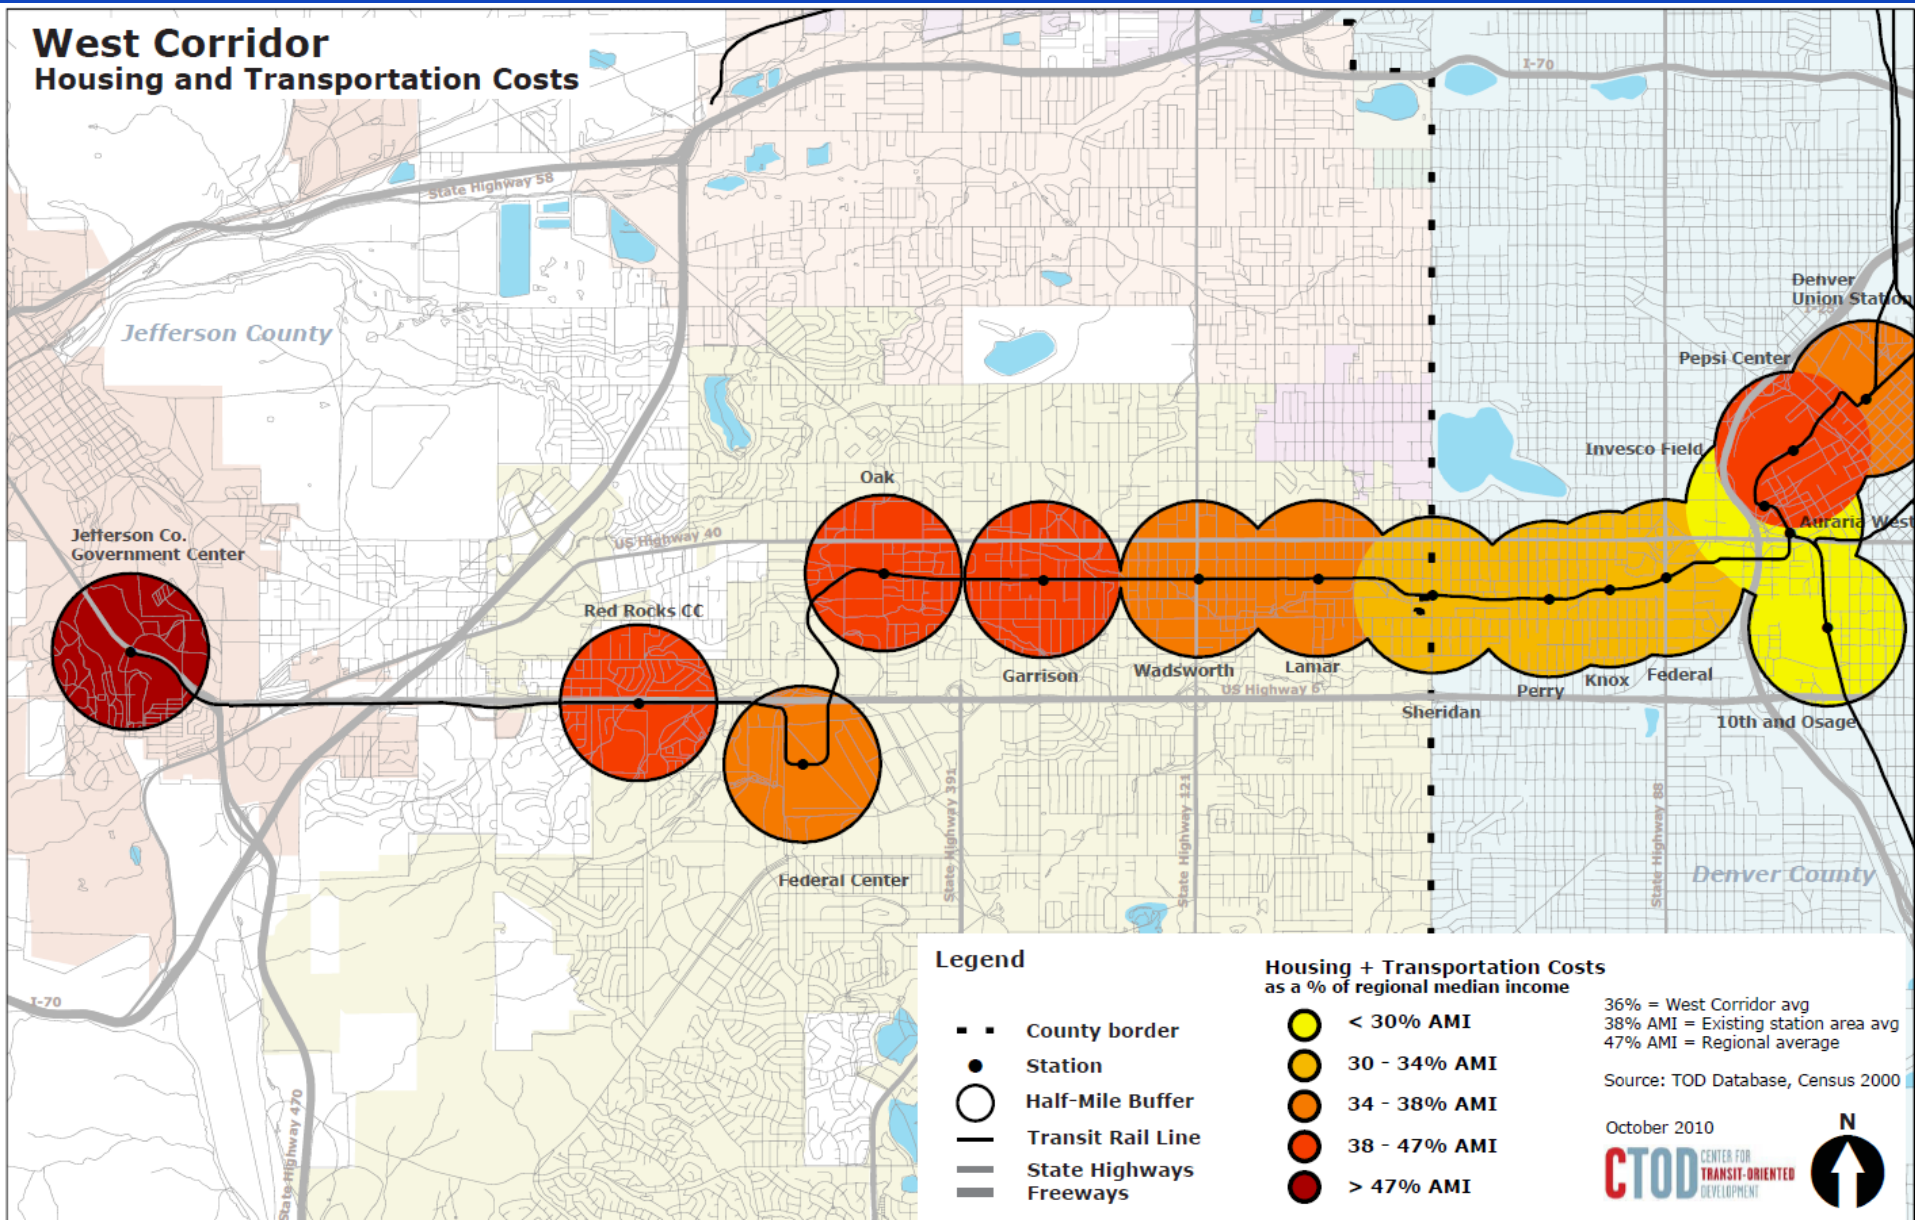 West Corridor
Housing and Transportation Costs
I-70
State Highway 58
Jefferson County
Denver
Union Station
I-25
Pepsi Center
Invesco Field
Oak
Auraria West
US Highway 40
Jefferson Co.
Government Center
Red Rocks CC
Garrison
Wadsworth
Lamar
Federal
Knox
Perry
US Highway 6
Sheridan
10th and Osage
State Highway 391
State Highway 121
State Highway 88
Federal Center
Denver County
I-70
State Highway 470
Legend
County border
Station
Half-Mile Buffer
Transit Rail Line
State Highways
Freeways
Housing + Transportation Costs
as a % of regional median income
< 30% AMI
30 - 34% AMI
34 - 38% AMI
38 - 47% AMI
> 47% AMI
36% = West Corridor avg
38% AMI = Existing station area avg
47% AMI = Regional average
Source: TOD Database, Census 2000
October 2010
CTOD
CENTER FOR
TRANSIT-ORIENTED
DEVELOPMENT
N